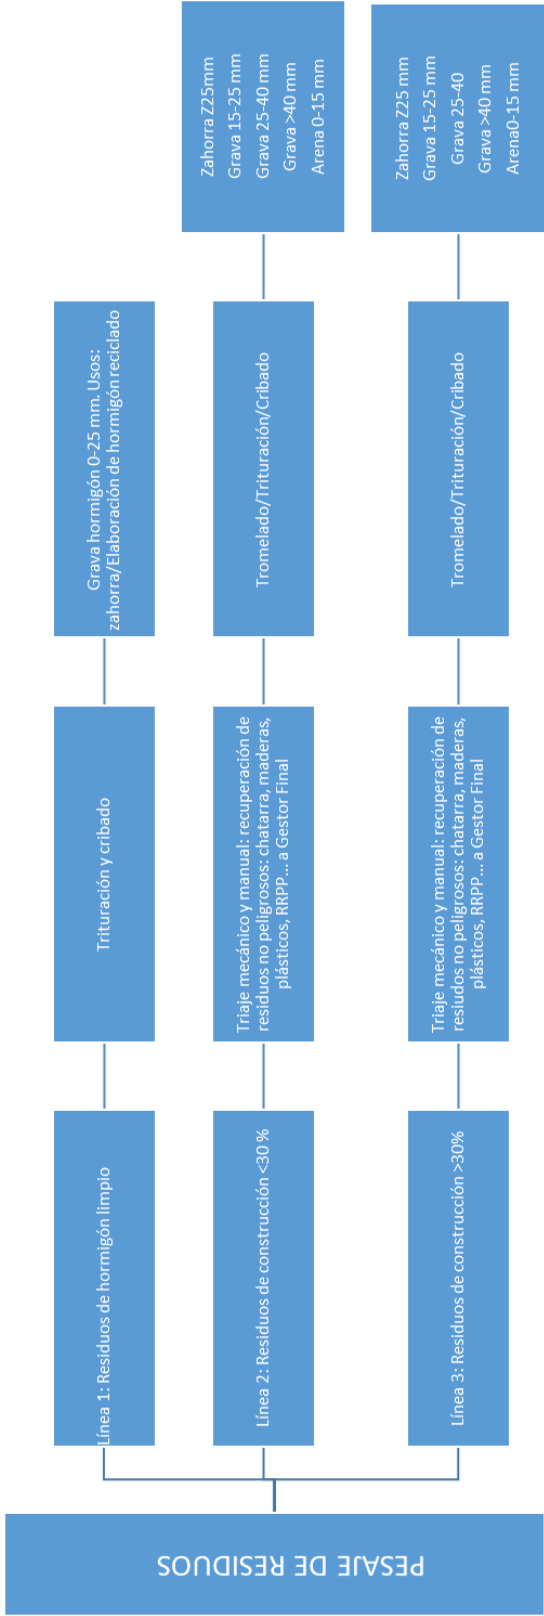 PESAJE DE RESIDUOS
Línea 1: Residuos de hormigón limpio
Trituración y cribado
Grava hormigón 0-25 mm. Usos:
zahorra/Elaboración de hormigón reciclado
Línea 2: Residuos de construcción <30 %
Triaje mecánico y manual: recuperación de
residuos no peligrosos: chatarra, maderas,
plásticos, RRPP... a Gestor Final
Tromelado/Trituración/Cribado
Zahorra Z25mm
Grava 15-25 mm
Grava 25-40 mm
Grava >40 mm
Arena 0-15 mm
Línea 3: Residuos de construcción >30%
Triaje mecánico y manual: recuperación de
resiudos no peligrosos: chatarra, maderas,
plásticos, RRPP... a Gestor Final
Tromelado/Trituración/Cribado
Zahorra Z25 mm
Grava 15-25 mm
Grava 25-40
Grava >40 mm
Arena0-15 mm